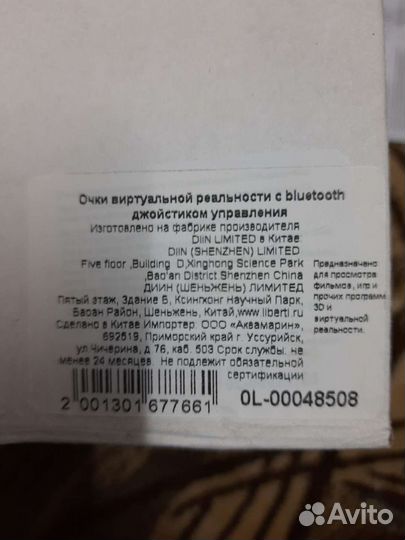 Очки виртуальной реальности с bluetooth
джойстиком управления
Изготовлено на фабрике производителя
DIIN LIMITED в Китае:
DIIN (SHENZHEN) LIMITED
Five floor ,Building D,Xinghong Science Park
,Bao'an District Shenzhen China
ДИИН (ШЕНЬЖЕНЬ) ЛИМИТЕД
Пятый этаж, Здание Б, Ксингхонг Научный Парк,
Баоан Район, Шеньжень, Китай,www.liberti.ru
Сделано в Китае Импортер: ООО «Аквамарин»,
692519, Приморский край г. Уссурийск,
ул.Чичерина, д.76, каб. 503 Срок службы: не
менее 24 месяцев Не подлежит обязательной
сертификации
Предназначено
для просмотра
фильмов, игр и
прочих программ
3D и
виртуальной
реальности.
2 001301 677661
0L-00048508
Avito